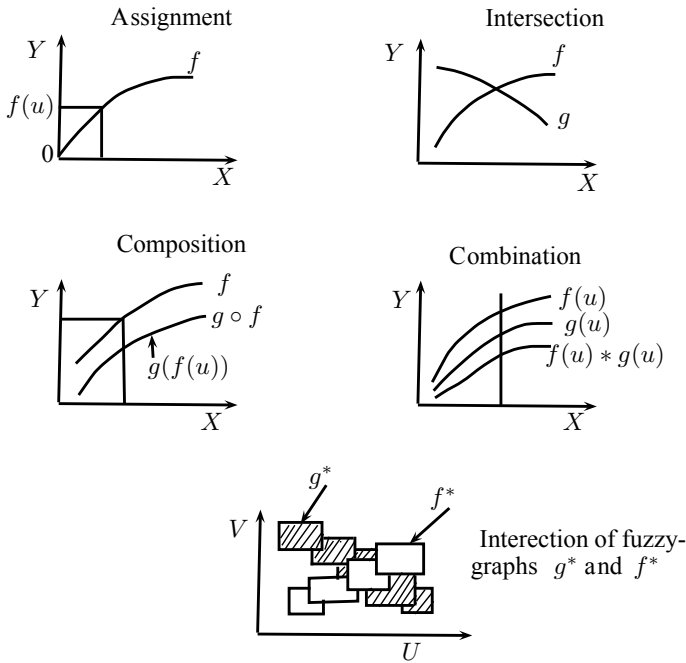 Assignment
Y
f
f(u)
0
X
Intersection
Y
f
g
X
Composition
Y
f
g ∘ f
g(f(u))
X
Combination
Y
f(u)
g(u)
f(u) ∗ g(u)
X
g*
f*
V
U
Interection of fuzzy-
graphs g* and f*